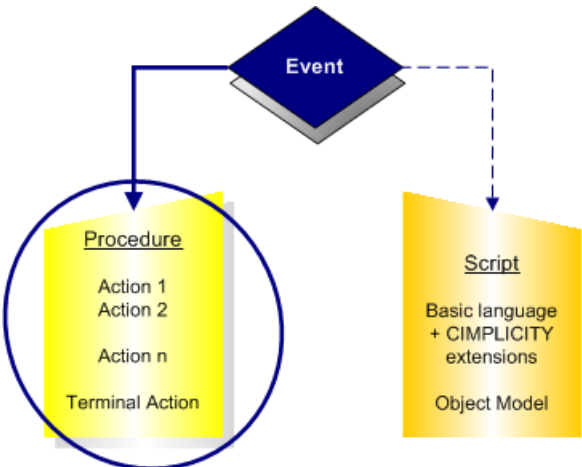 Event
Procedure
Action 1
Action 2
Action n
Terminal Action
Script
Basic language
+ CIMPLICITY
extensions
Object Model